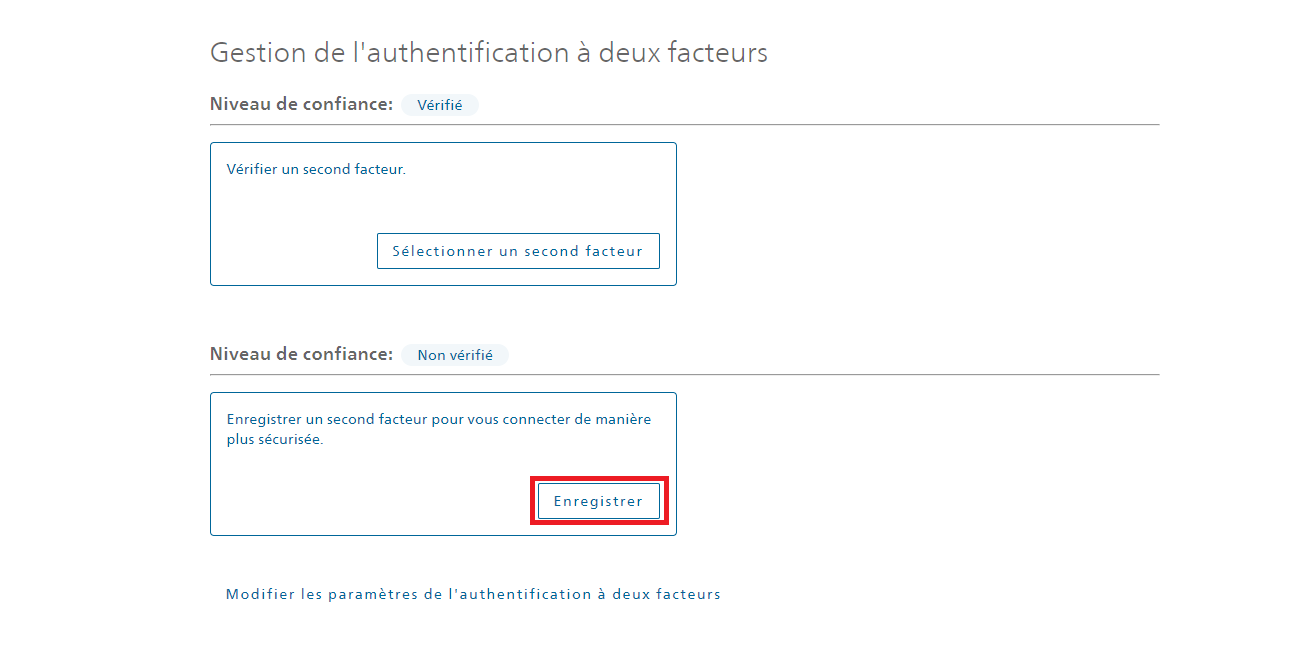 Gestion de l'authentification à deux facteurs
Niveau de confiance: Vérifié
Vérifier un second facteur.
Sélectionner un second facteur
Niveau de confiance: Non vérifié
Enregistrer un second facteur pour vous connecter de manière
plus sécurisée.
Enregistrer
Modifier les paramètres de l'authentification à deux facteurs